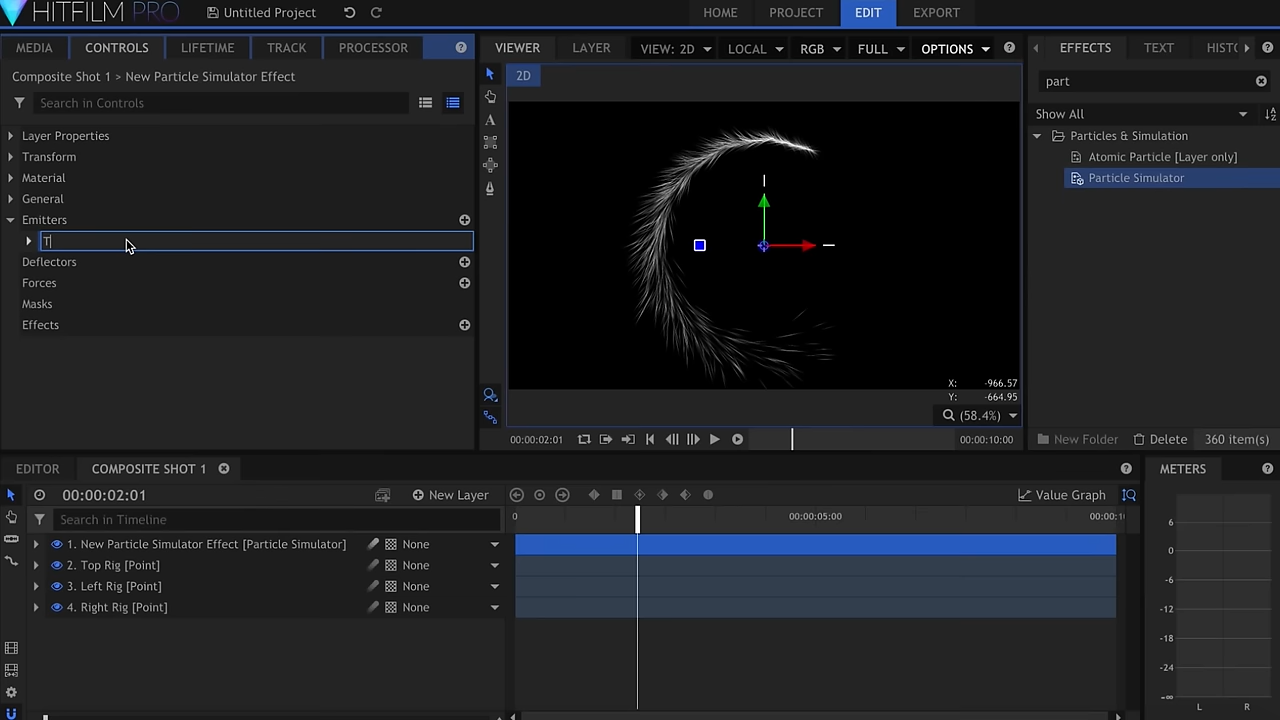 HITFILM PRO
Untitled Project
HOME
PROJECT
EDIT
EXPORT
MEDIA
CONTROLS
LIFETIME
TRACK
PROCESSOR
Composite Shot 1 > New Particle Simulator Effect
Search in Controls
Layer Properties
Transform
Material
General
Emitters
T
Deflectors
Forces
Masks
Effects
VIEWER
LAYER
VIEW: 2D
LOCAL
RGB
FULL
OPTIONS
2D
X: -966.57
Y: -664.95
(58.4%)
00:00:02:01
00:00:10:00
EFFECTS
TEXT
HISTO
part
Show All
Particles & Simulation
Atomic Particle [Layer only]
Particle Simulator
New Folder
Delete
360 item(s)
EDITOR
COMPOSITE SHOT 1
00:00:02:01
New Layer
Value Graph
Search in Timeline
0
00:00:05:00
00:00:10
1. New Particle Simulator Effect [Particle Simulator]
None
2. Top Rig [Point]
None
3. Left Rig [Point]
None
4. Right Rig [Point]
None
METERS
6
0
-6
-12
-18
-24
-∞
L
R